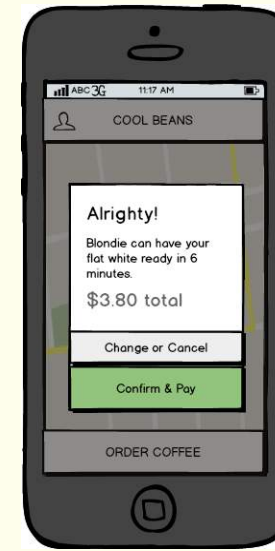 ABC 3G 11:17 AM
COOL BEANS
Alrighty!
Blondie can have your
flat white ready in 6
minutes.
$3.80 total
Change or Cancel
Confirm & Pay
ORDER COFFEE